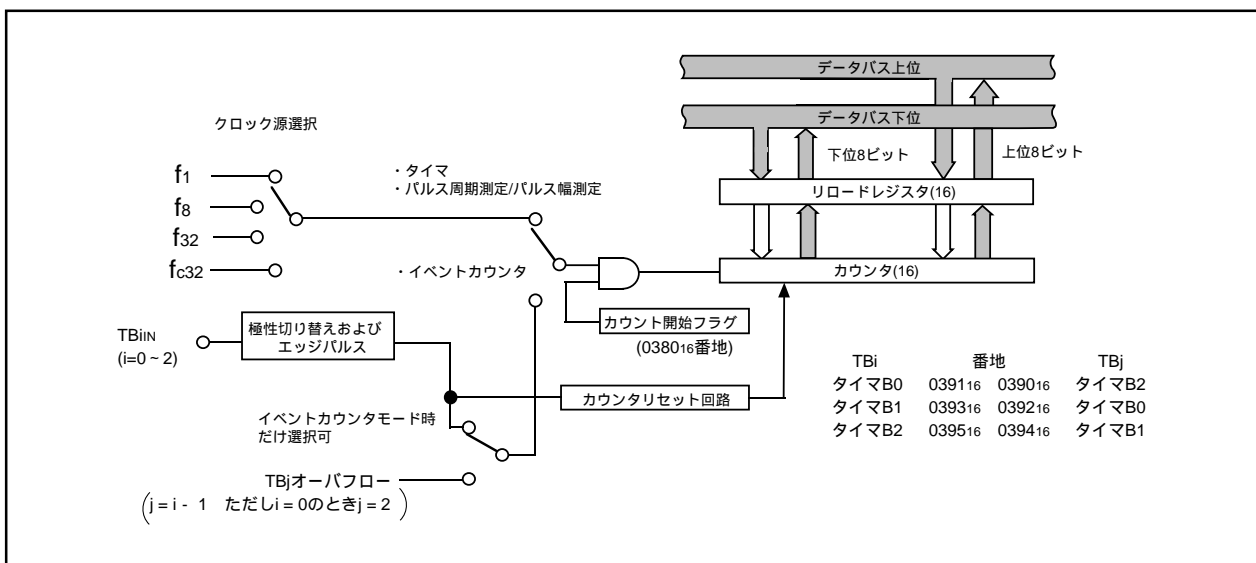 データバス上位
データバス下位
クロック源選択
下位8ビット
上位8ビット
f1
・タイマ
・パルス周期測定/パルス幅測定
リロードレジスタ(16)
f8
f32
fc32
・イベントカウンタ
カウンタ(16)
TBiIN
(i=0 ~ 2)
極性切り替えおよび
エッジパルス
カウント開始フラグ
(038016番地)
TBi 番地 TBj
タイマB0 039116 039016 タイマB2
タイマB1 039316 039216 タイマB0
タイマB2 039516 039416 タイマB1
カウンタリセット回路
イベントカウンタモード時
だけ選択可
TBjオーバフロー
(j = i - 1 ただしi = 0のときj = 2 )